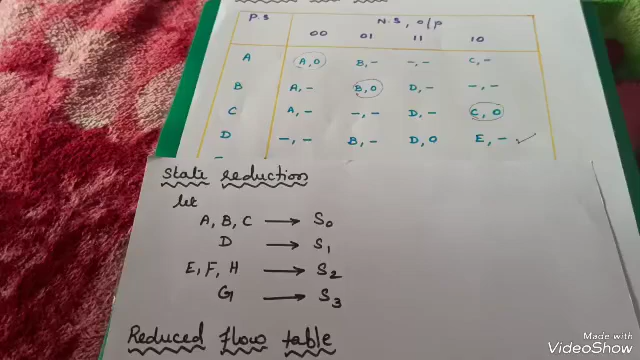 P.S N.S, o/p
00 01 11 10
A A,0 B,- -,- C,-
B A,- B,0 D,- -,-
C A,- -,- D,- C,0
D -,- B,- D,0 E,-
State reduction
let
A, B, C → S0
D → S1
E, F, H → S2
G → S3
Reduced flow table
Made with
VideoShow